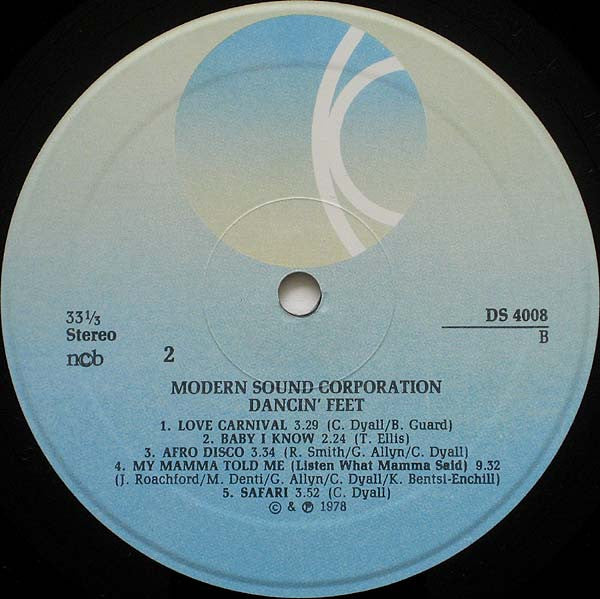 33⅓
Stereo
ncb
2
DS 4008
B
MODERN SOUND CORPORATION
DANCIN' FEET
1. LOVE CARNIVAL 3.29 (C. Dyall/B. Guard)
2. BABY I KNOW 2.24 (T. Ellis)
3. AFRO DISCO 3.34 (R. Smith/G. Allyn/C. Dyall)
4. MY MAMMA TOLD ME (Listen What Mamma Said) 9.32
(J. Roachford/M. Denti/G. Allyn/C. Dyall/K. Bentsi-Enchill)
5. SAFARI 3.52 (C. Dyall)
© & ℗ 1978